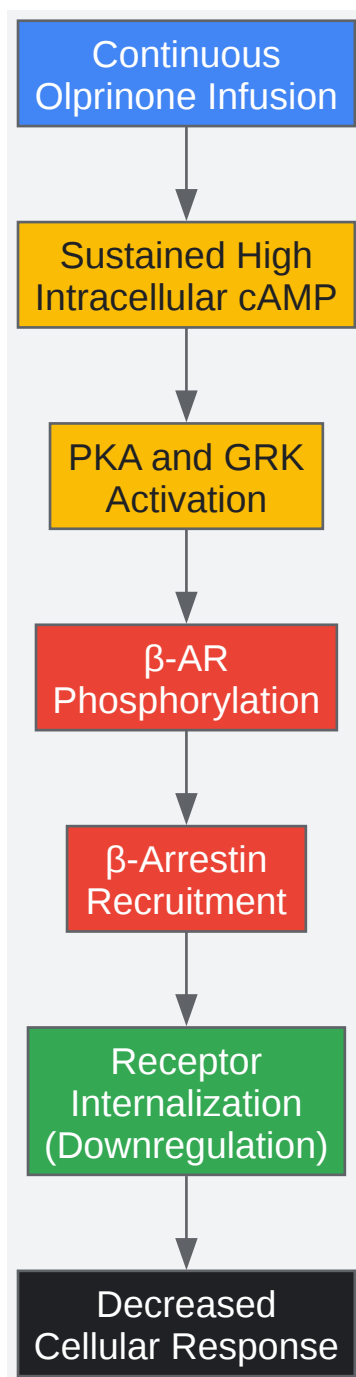 Continuous
Olprinone Infusion
Sustained High
Intracellular cAMP
PKA and GRK
Activation
β-AR
Phosphorylation
β-Arrestin
Recruitment
Receptor
Internalization
(Downregulation)
Decreased
Cellular Response